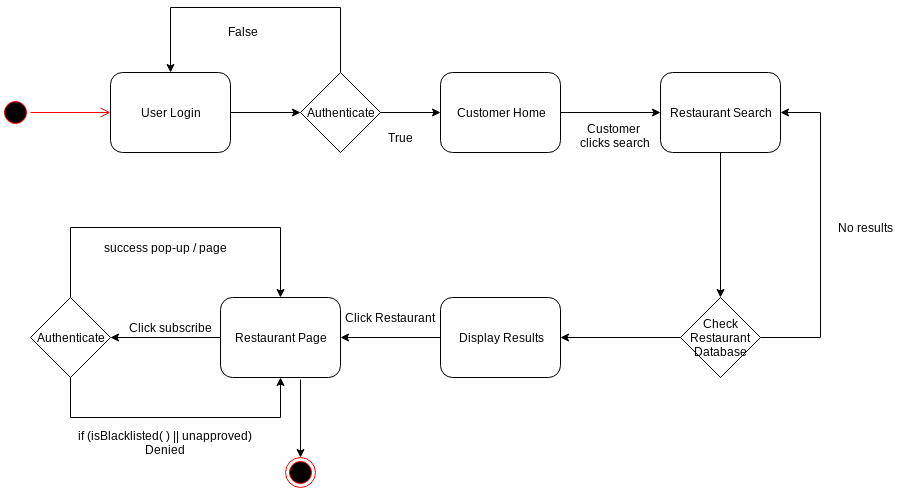 False
User Login
Authenticate
Customer Home
Restaurant Search
True
Customer
clicks search
No results
success pop-up / page
Click Restaurant
Click subscribe
Authenticate
Restaurant Page
Display Results
Check
Restaurant
Database
if (isBlacklisted( ) || unapproved)
Denied